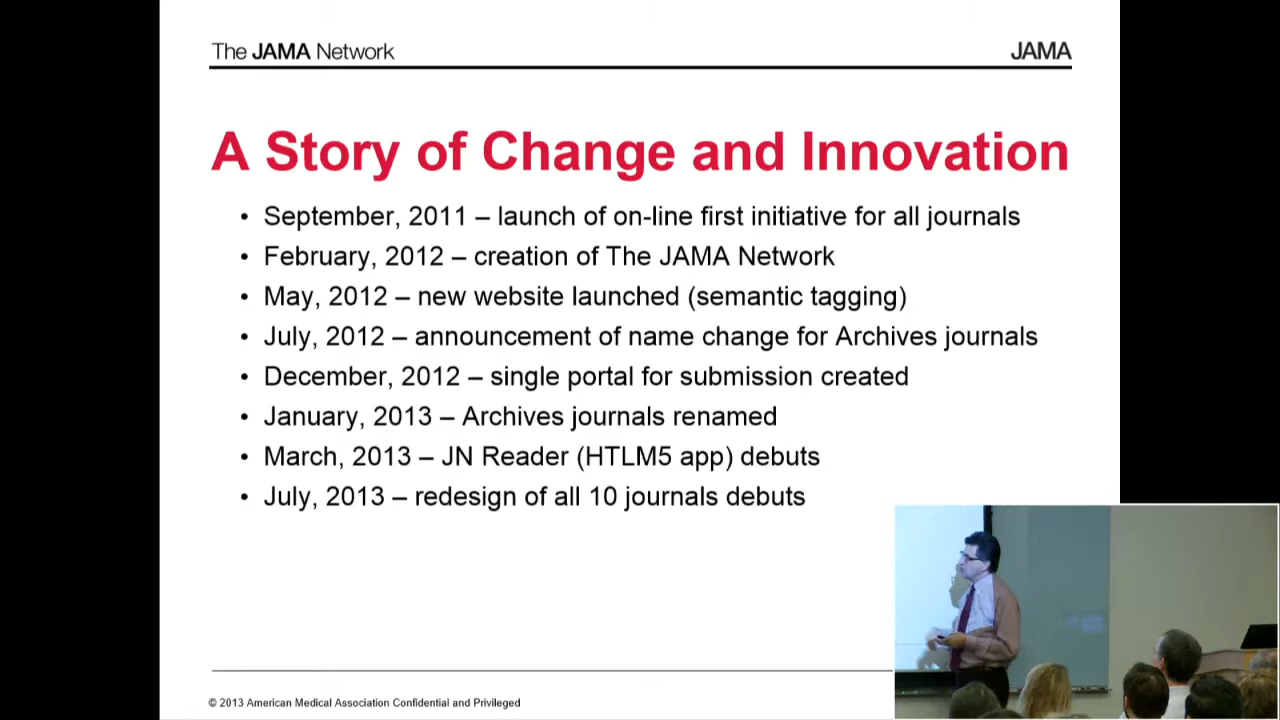 The JAMA Network
JAMA
A Story of Change and Innovation
• September, 2011 – launch of on-line first initiative for all journals
• February, 2012 – creation of The JAMA Network
• May, 2012 – new website launched (semantic tagging)
• July, 2012 – announcement of name change for Archives journals
• December, 2012 – single portal for submission created
• January, 2013 – Archives journals renamed
• March, 2013 – JN Reader (HTLM5 app) debuts
• July, 2013 – redesign of all 10 journals debuts
© 2013 American Medical Association Confidential and Privileged